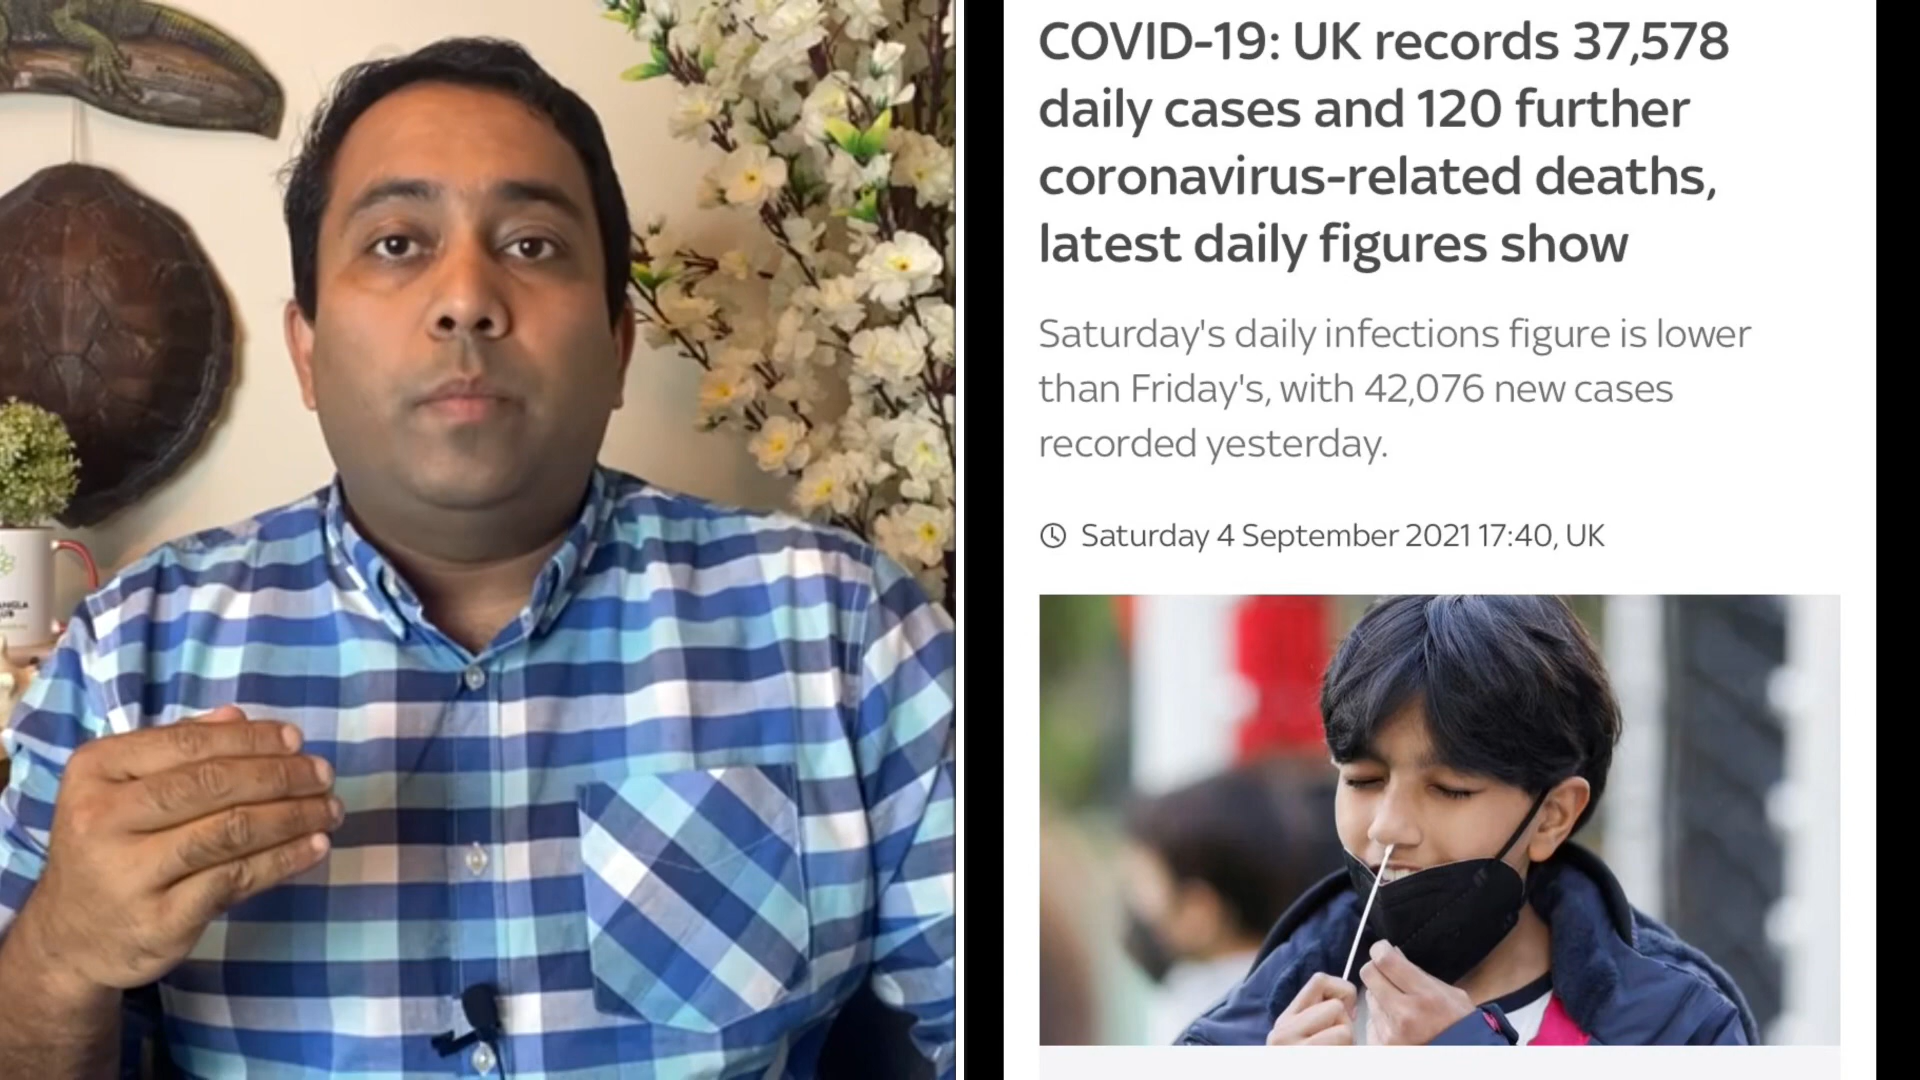 COVID-19: UK records 37,578
daily cases and 120 further
coronavirus-related deaths,
latest daily figures show
Saturday's daily infections figure is lower
than Friday's, with 42,076 new cases
recorded yesterday.
Saturday 4 September 2021 17:40, UK